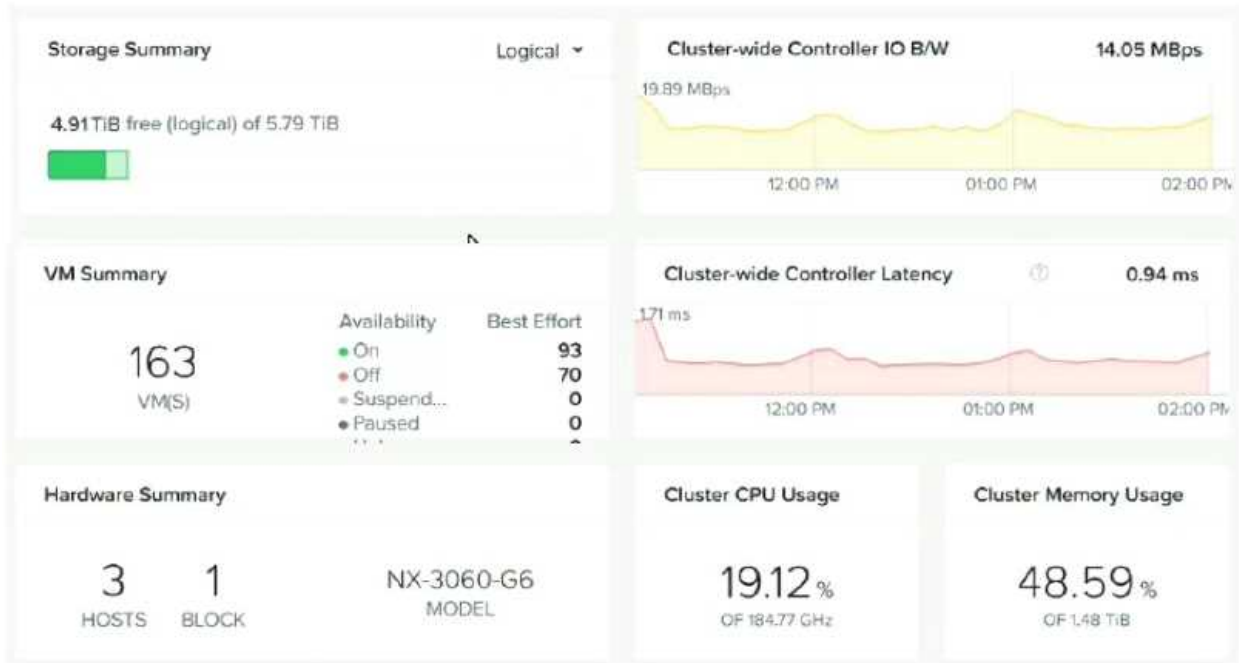 Storage Summary
Logical
4.91 TiB free (logical) of 5.79 TiB
Cluster-wide Controller IO B/W
14.05 MBps
19.89 MBps
12:00 PM
01:00 PM
02:00 PM
VM Summary
163
VM(S)
Availability
Best Effort
On 93
Off 70
Suspend... 0
Paused 0
Cluster-wide Controller Latency
0.94 ms
1.71 ms
12:00 PM
01:00 PM
02:00 PM
Hardware Summary
3
HOSTS
1
BLOCK
NX-3060-G6
MODEL
Cluster CPU Usage
19.12 %
OF 184.77 GHz
Cluster Memory Usage
48.59 %
OF 1.48 TiB